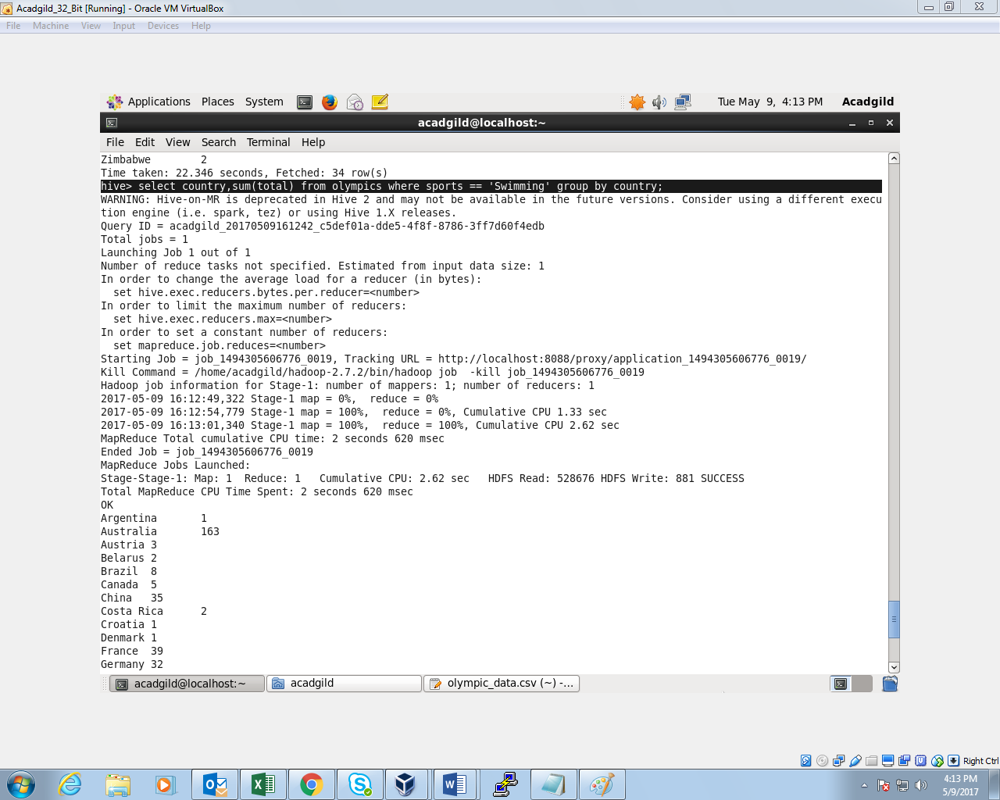 Acadgild_32_Bit [Running] - Oracle VM VirtualBox
File Machine View Input Devices Help
Applications Places System Tue May 9, 4:13 PM Acadgild
acadgild@localhost:~
File Edit View Search Terminal Help
Zimbabwe 2
Time taken: 22.346 seconds, Fetched: 34 row(s)
hive> select country,sum(total) from olympics where sports == 'Swimming' group by country;
WARNING: Hive-on-MR is deprecated in Hive 2 and may not be available in the future versions. Consider using a different execu
tion engine (i.e. spark, tez) or using Hive 1.X releases.
Query ID = acadgild_20170509161242_c5def01a-dde5-4f8f-8786-3ff7d60f4edb
Total jobs = 1
Launching Job 1 out of 1
Number of reduce tasks not specified. Estimated from input data size: 1
In order to change the average load for a reducer (in bytes):
  set hive.exec.reducers.bytes.per.reducer=<number>
In order to limit the maximum number of reducers:
  set hive.exec.reducers.max=<number>
In order to set a constant number of reducers:
  set mapreduce.job.reduces=<number>
Starting Job = job_1494305606776_0019, Tracking URL = http://localhost:8088/proxy/application_1494305606776_0019/
Kill Command = /home/acadgild/hadoop-2.7.2/bin/hadoop job  -kill job_1494305606776_0019
Hadoop job information for Stage-1: number of mappers: 1; number of reducers: 1
2017-05-09 16:12:49,322 Stage-1 map = 0%,  reduce = 0%
2017-05-09 16:12:54,779 Stage-1 map = 100%,  reduce = 0%, Cumulative CPU 1.33 sec
2017-05-09 16:13:01,340 Stage-1 map = 100%,  reduce = 100%, Cumulative CPU 2.62 sec
MapReduce Total cumulative CPU time: 2 seconds 620 msec
Ended Job = job_1494305606776_0019
MapReduce Jobs Launched:
Stage-Stage-1: Map: 1  Reduce: 1   Cumulative CPU: 2.62 sec   HDFS Read: 528676 HDFS Write: 881 SUCCESS
Total MapReduce CPU Time Spent: 2 seconds 620 msec
OK
Argentina 1
Australia 163
Austria 3
Belarus 2
Brazil 8
Canada 5
China 35
Costa Rica 2
Croatia 1
Denmark 1
France 39
Germany 32
acadgild@localhost:~ acadgild olympic_data.csv (~) -...
Right Ctrl
4:13 PM
5/9/2017